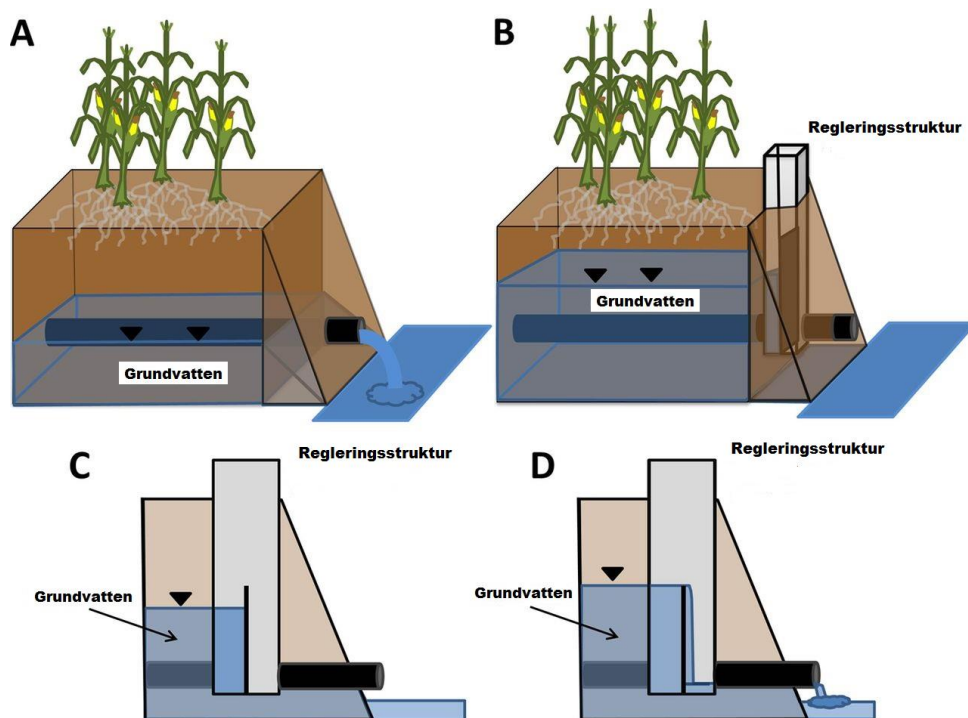 A
B
Regleringsstruktur
Grundvatten
Grundvatten
C
Regleringsstruktur
D
Regleringsstruktur
Grundvatten
Grundvatten